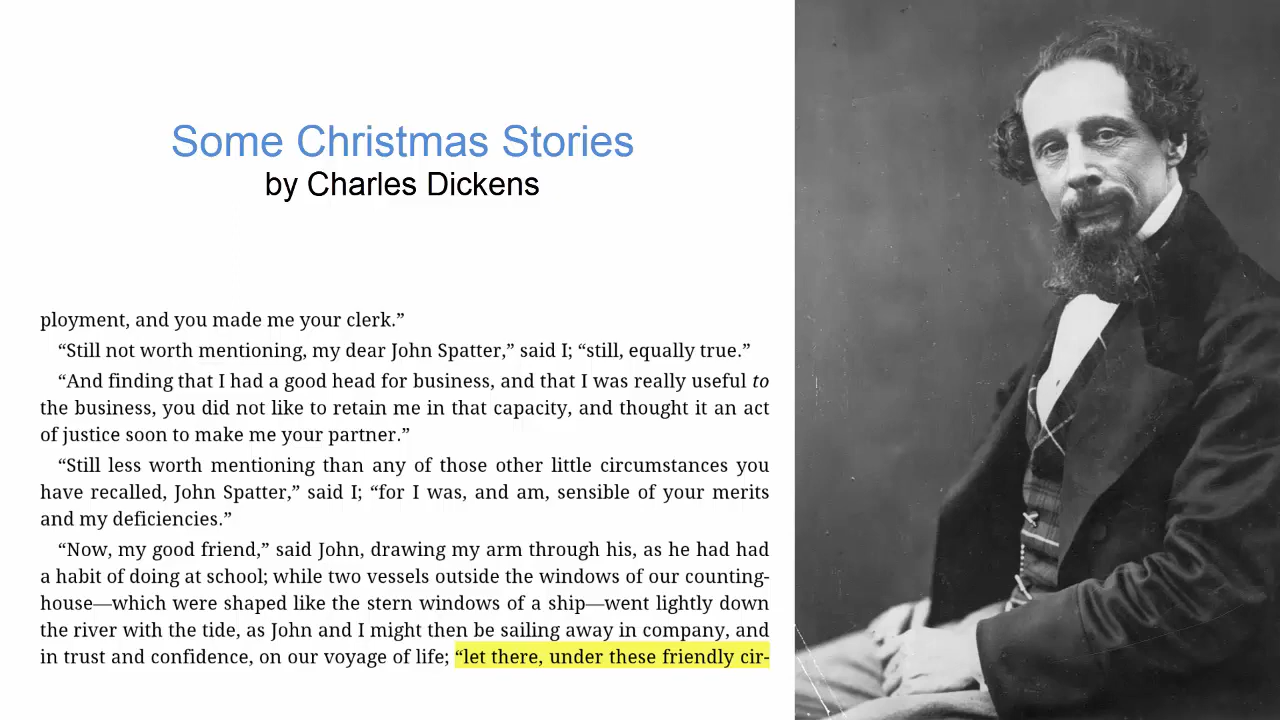 Some Christmas Stories
by Charles Dickens
ployment, and you made me your clerk.”
“Still not worth mentioning, my dear John Spatter,” said I; “still, equally true.”
“And finding that I had a good head for business, and that I was really useful to
the business, you did not like to retain me in that capacity, and thought it an act
of justice soon to make me your partner.”
“Still less worth mentioning than any of those other little circumstances you
have recalled, John Spatter,” said I; “for I was, and am, sensible of your merits
and my deficiencies.”
“Now, my good friend,” said John, drawing my arm through his, as he had had
a habit of doing at school; while two vessels outside the windows of our counting-
house—which were shaped like the stern windows of a ship—went lightly down
the river with the tide, as John and I might then be sailing away in company, and
in trust and confidence, on our voyage of life; “let there, under these friendly cir-